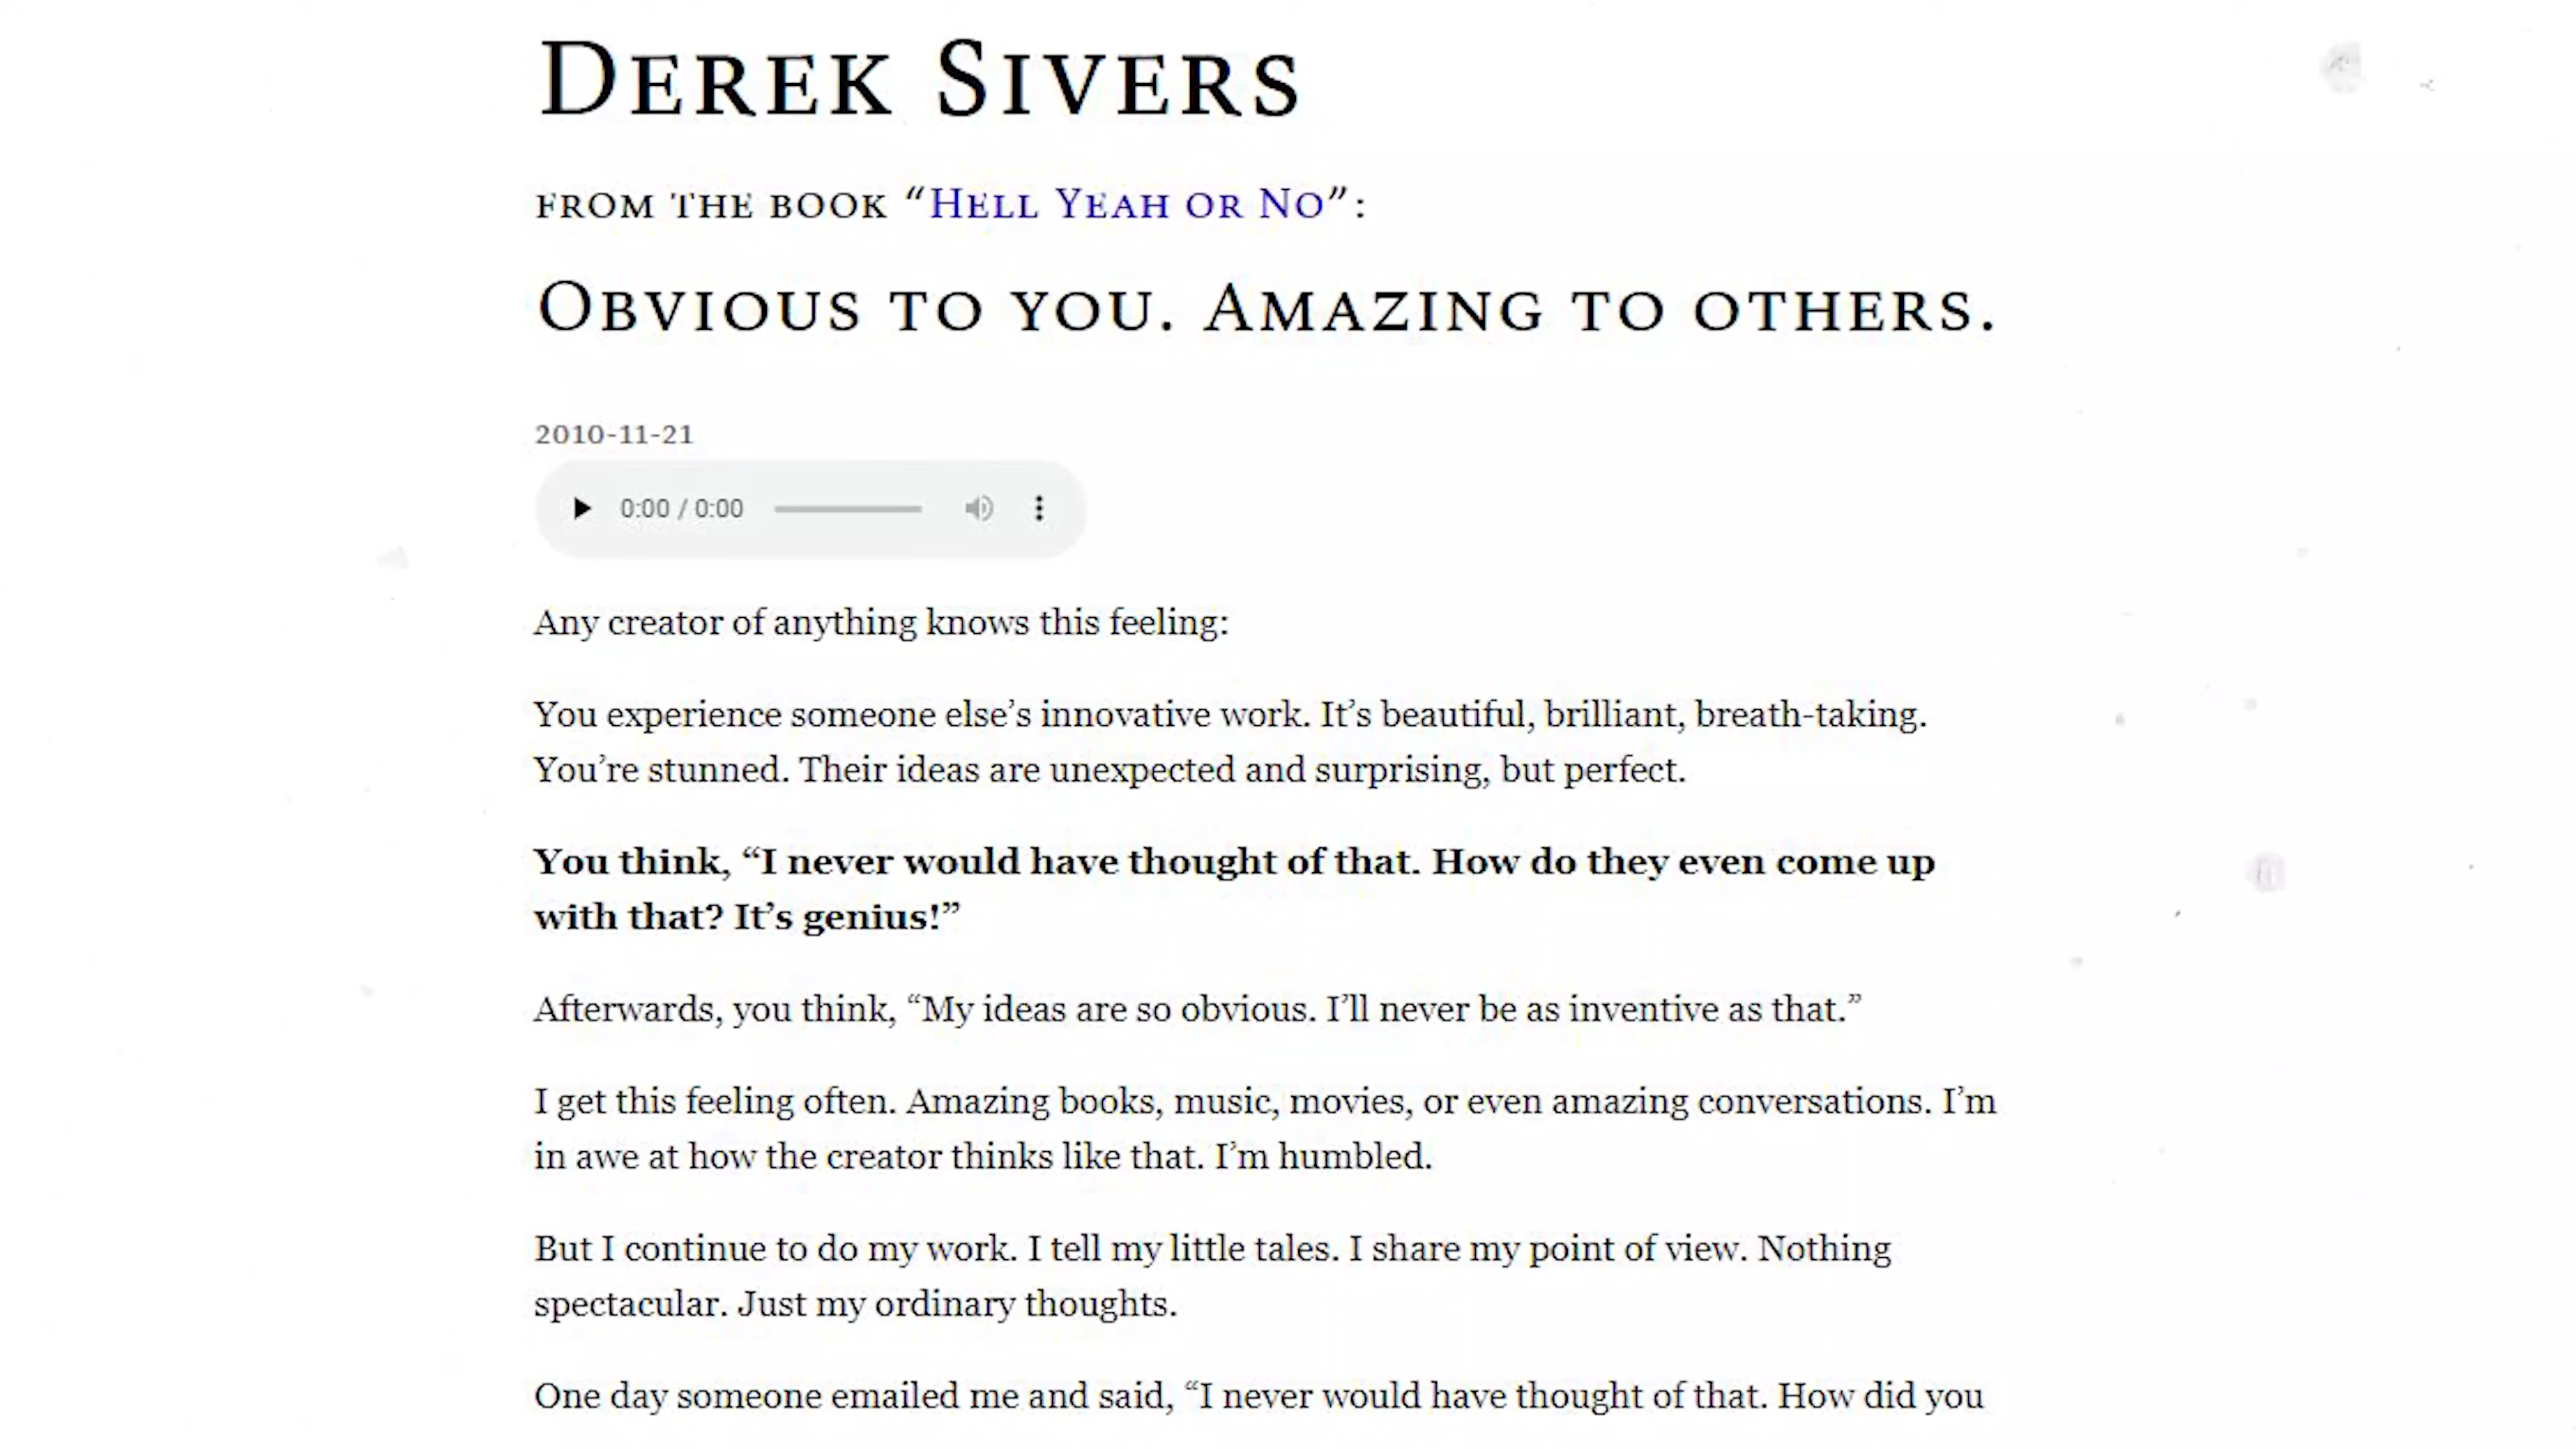 DEREK SIVERS
FROM THE BOOK “HELL YEAH OR NO”:
OBVIOUS TO YOU. AMAZING TO OTHERS.
2010-11-21
0:00 / 0:00
Any creator of anything knows this feeling:
You experience someone else’s innovative work. It’s beautiful, brilliant, breath-taking.
You’re stunned. Their ideas are unexpected and surprising, but perfect.
You think, “I never would have thought of that. How do they even come up
with that? It’s genius!”
Afterwards, you think, “My ideas are so obvious. I’ll never be as inventive as that.”
I get this feeling often. Amazing books, music, movies, or even amazing conversations. I’m
in awe at how the creator thinks like that. I’m humbled.
But I continue to do my work. I tell my little tales. I share my point of view. Nothing
spectacular. Just my ordinary thoughts.
One day someone emailed me and said, “I never would have thought of that. How did you